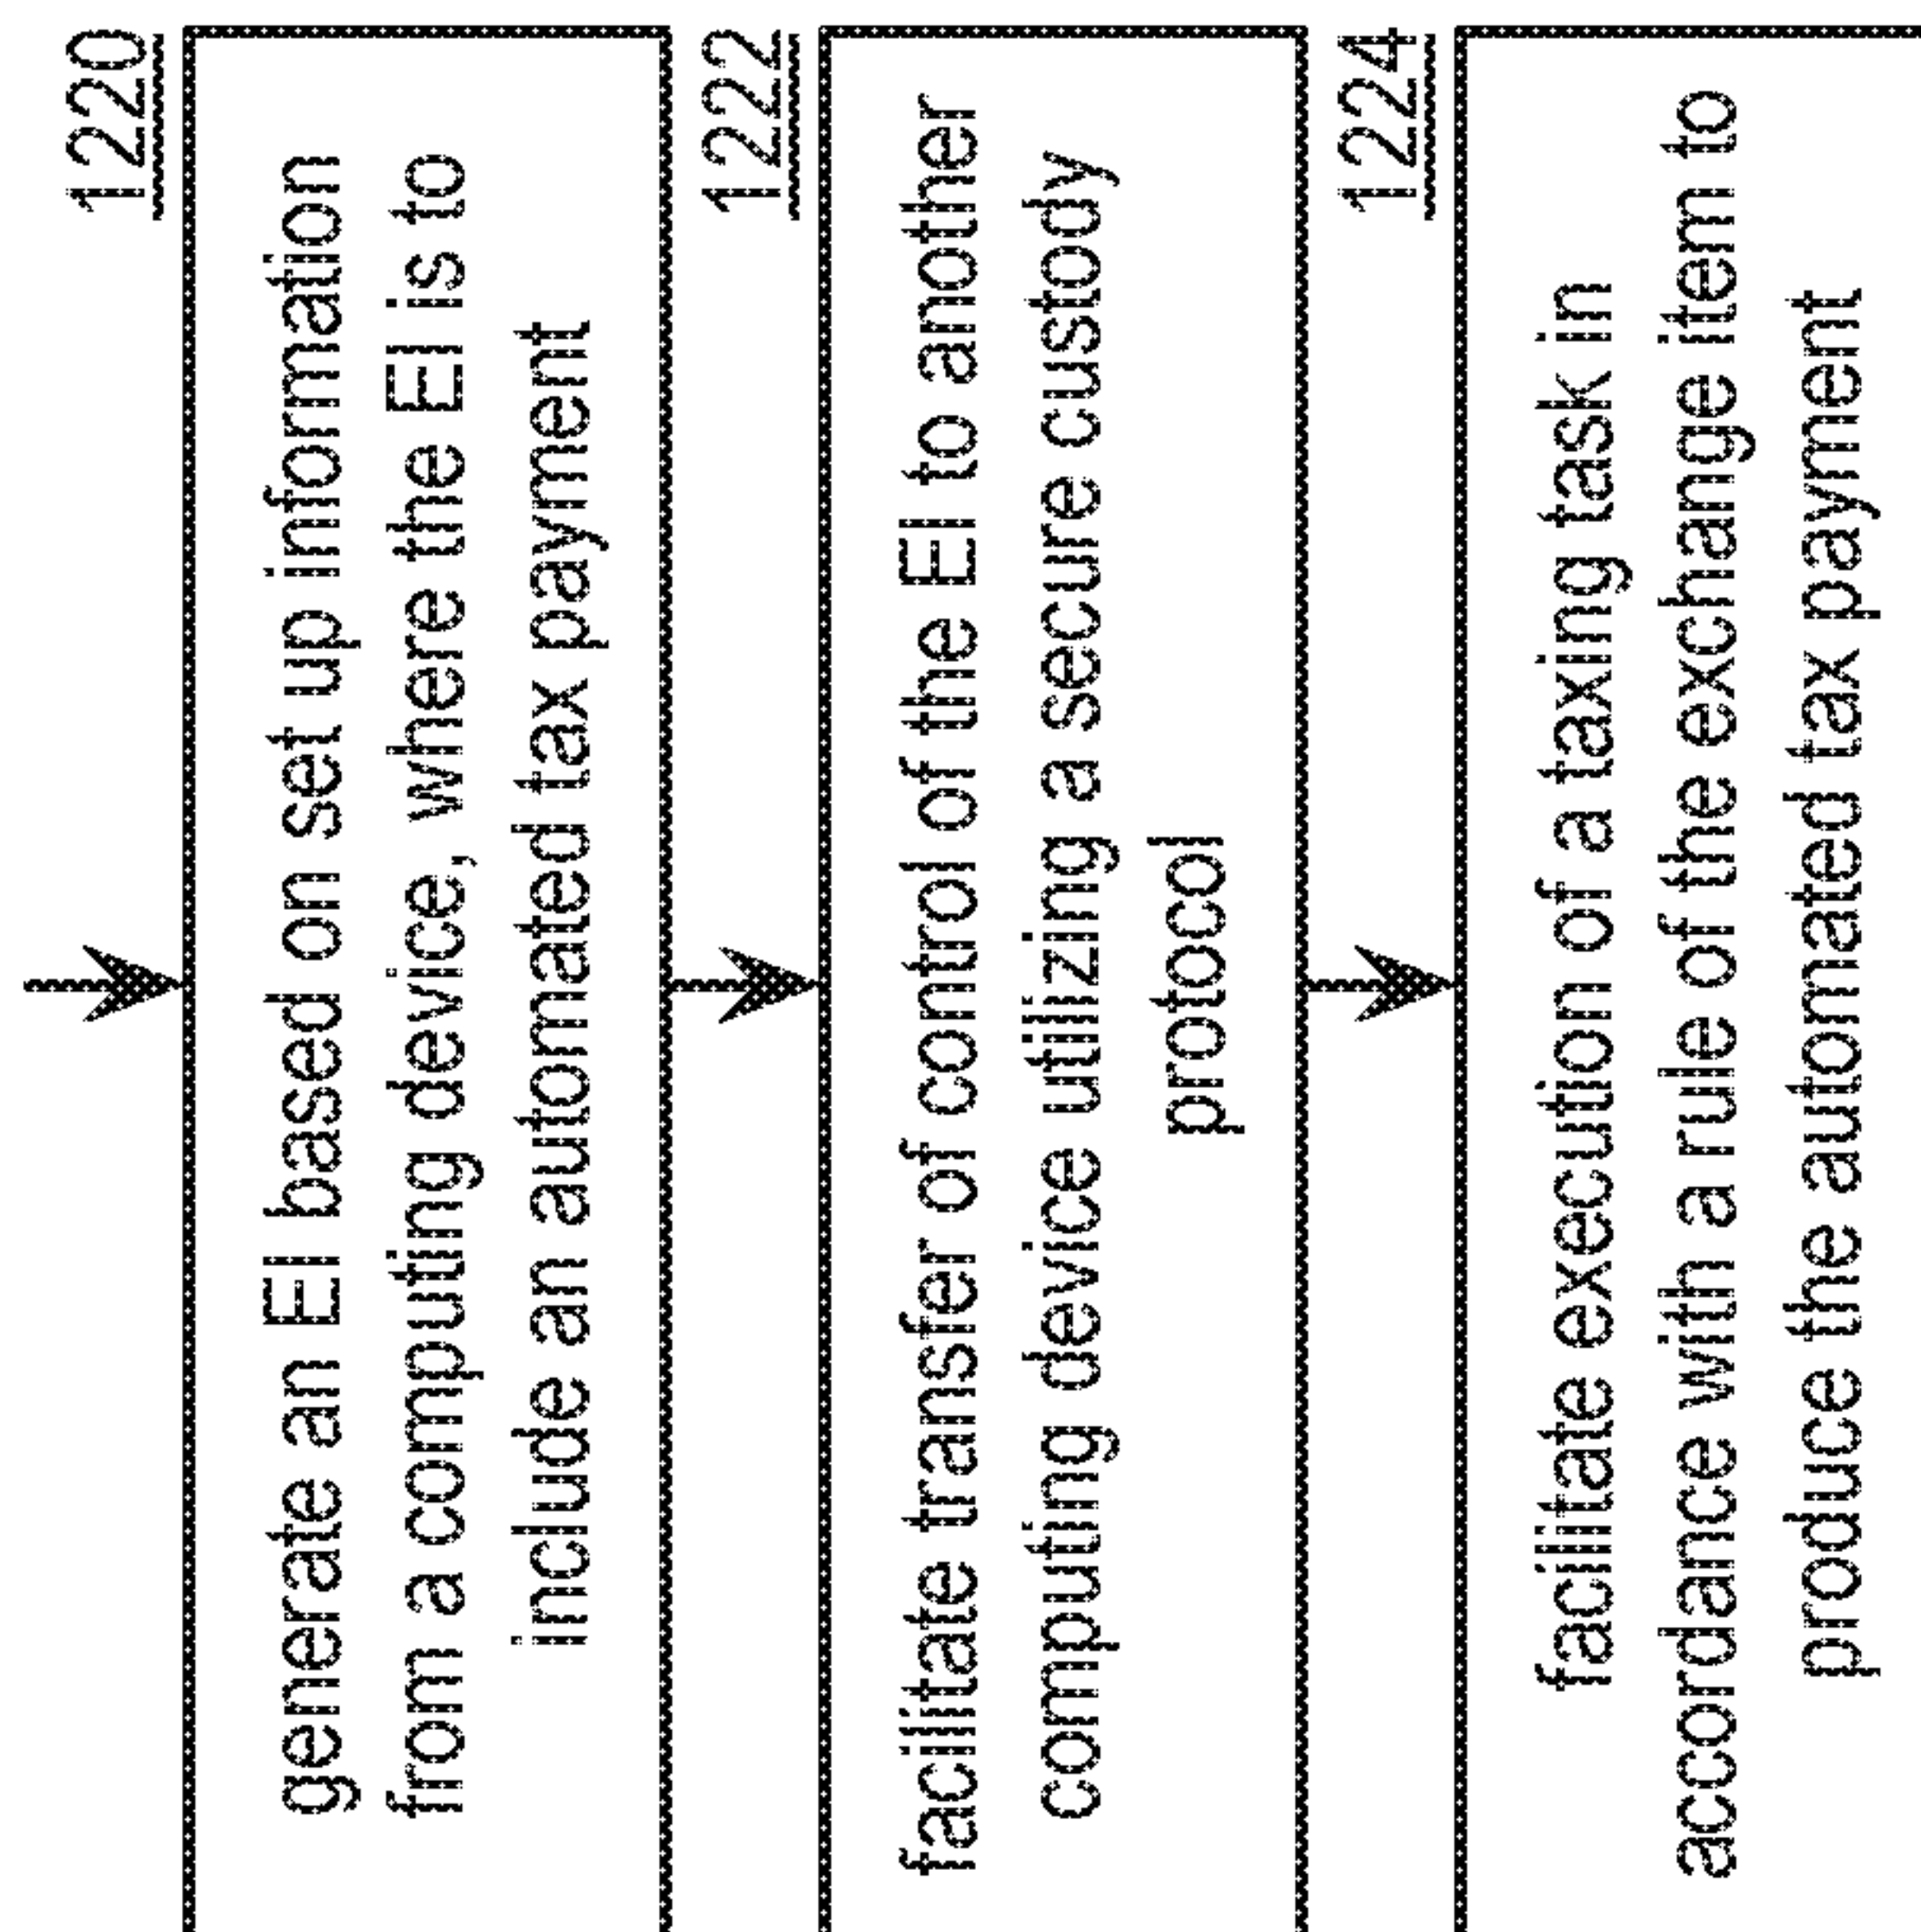 1220
generate an EI based on set up information
from a computing device, where the EI is to
include an automated tax payment
1222
facilitate transfer of control of the EI to another
computing device utilizing a secure custody
protocol
1224
facilitate execution of a taxing task in
accordance with a rule of the exchange item to
produce the automated tax payment